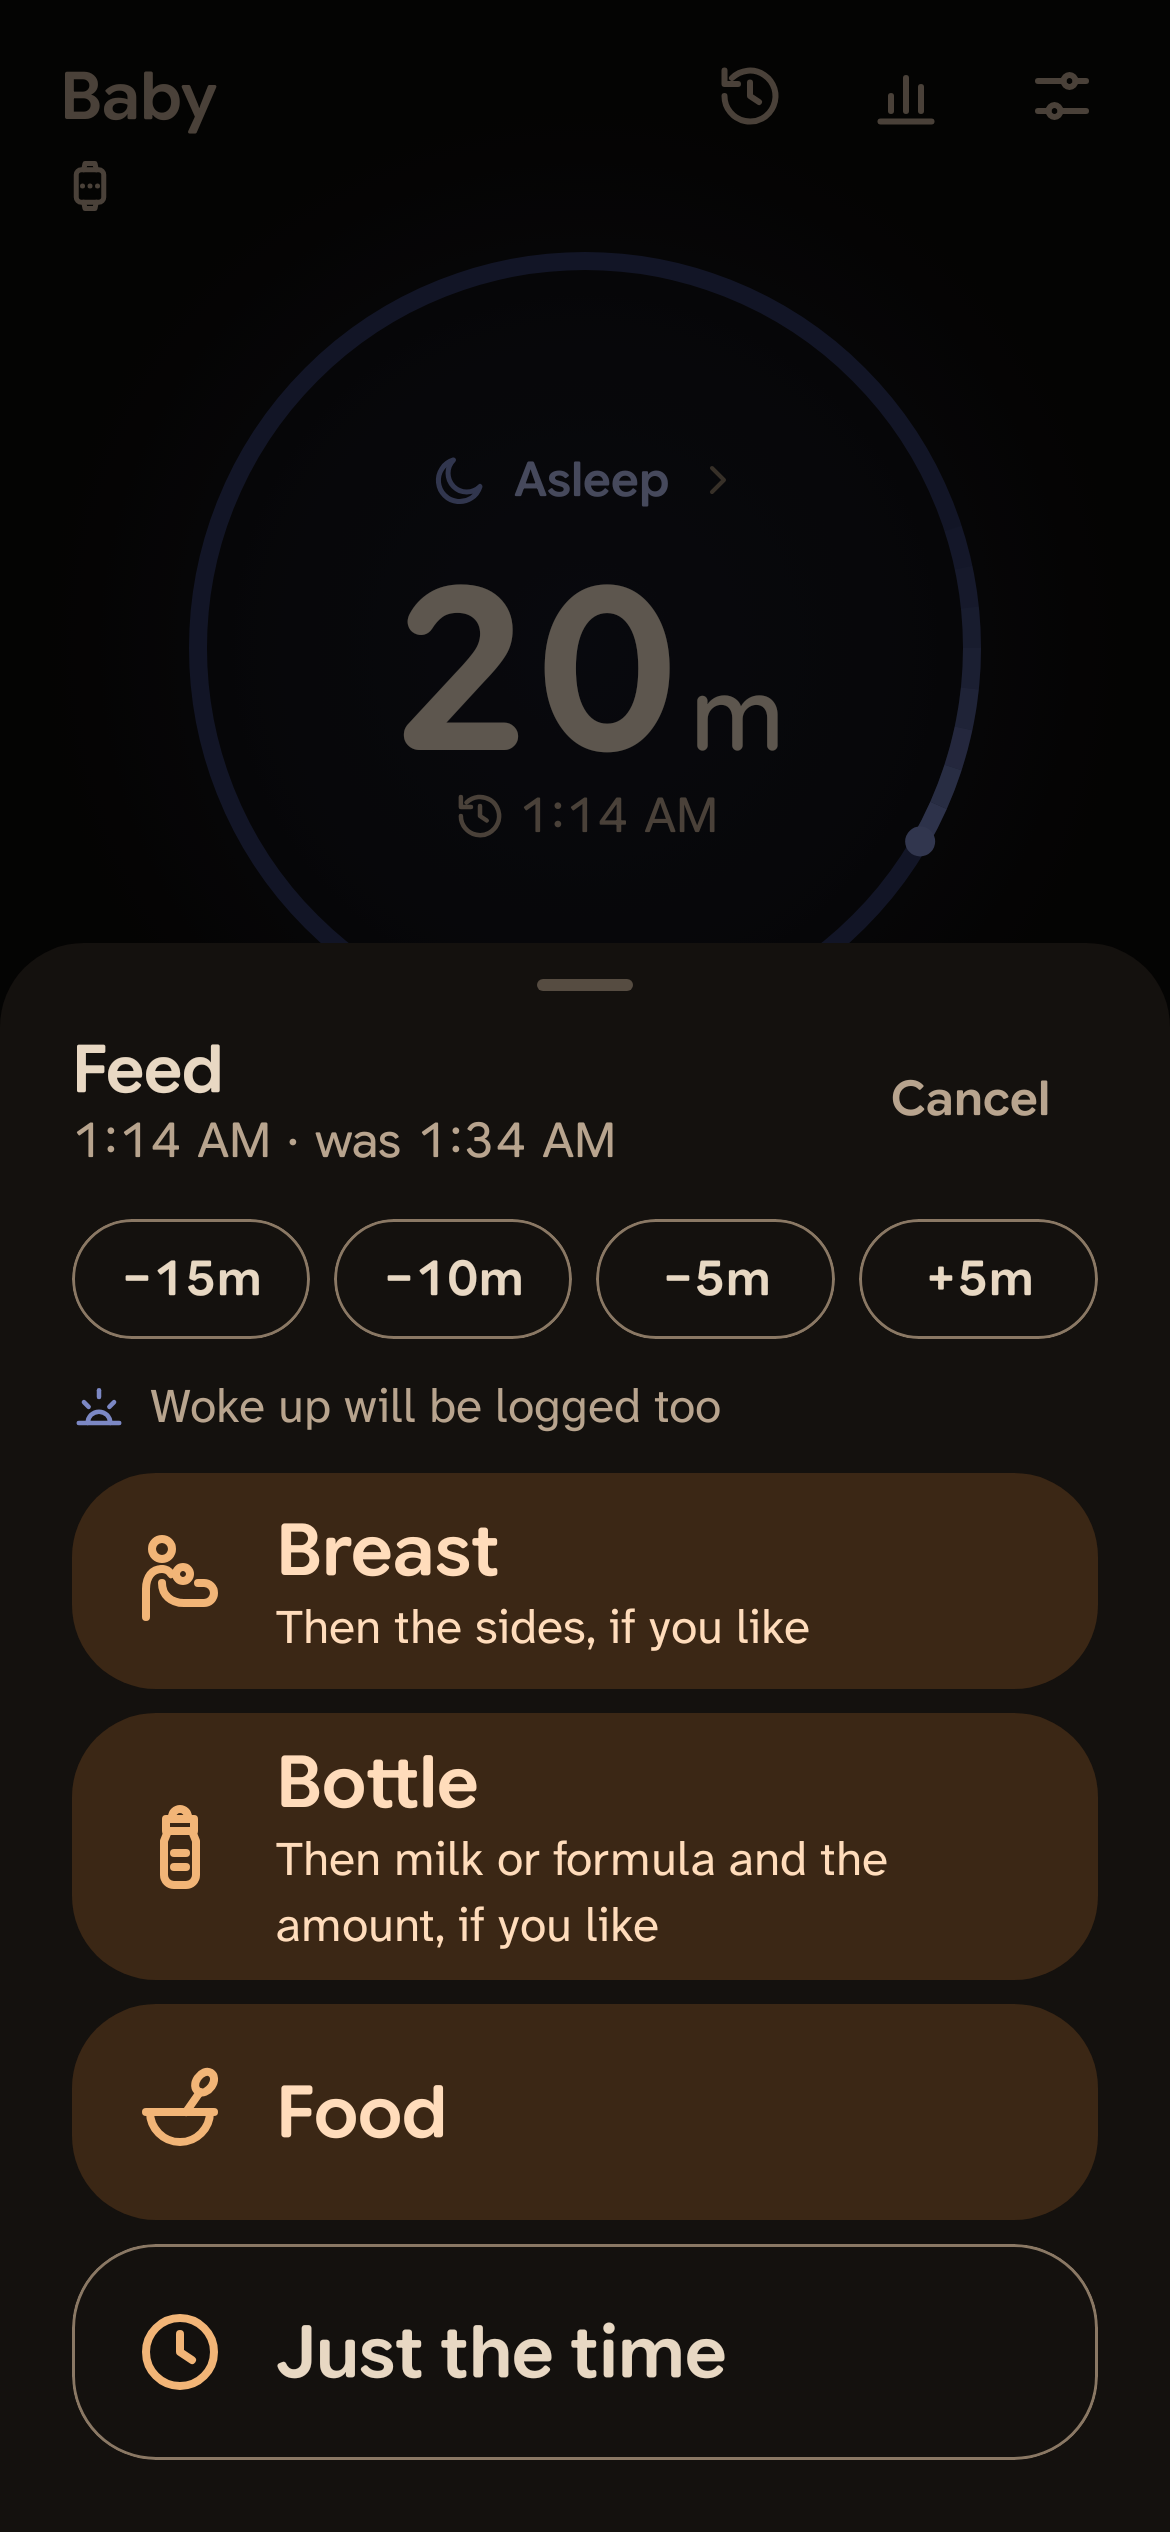 Baby
Asleep
20m
1:14 AM
Feed
Cancel
1:14 AM · was 1:34 AM
−15m
−10m
−5m
+5m
Woke up will be logged too
Breast
Then the sides, if you like
Bottle
Then milk or formula and the
amount, if you like
Food
Just the time